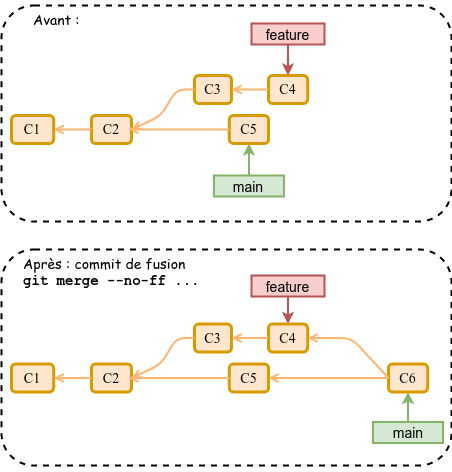 Avant :
feature
C3
C4
C1
C2
C5
main
Après : commit de fusion
git merge --no-ff ...
feature
C3
C4
C1
C2
C5
C6
main